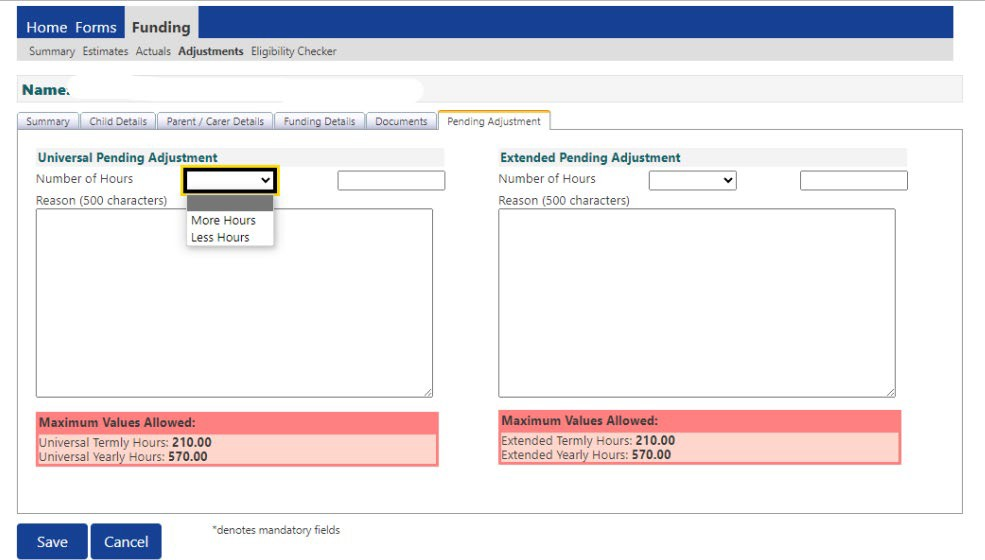 Home Forms Funding
Summary Estimates Actuals Adjustments Eligibility Checker
Name.
Summary Child Details Parent / Carer Details Funding Details Documents Pending Adjustment
Universal Pending Adjustment
Number of Hours
More Hours
Less Hours
Reason (500 characters)
Maximum Values Allowed:
Universal Termly Hours: 210.00
Universal Yearly Hours: 570.00
Extended Pending Adjustment
Number of Hours
Reason (500 characters)
Maximum Values Allowed:
Extended Termly Hours: 210.00
Extended Yearly Hours: 570.00
Save Cancel *denotes mandatory fields